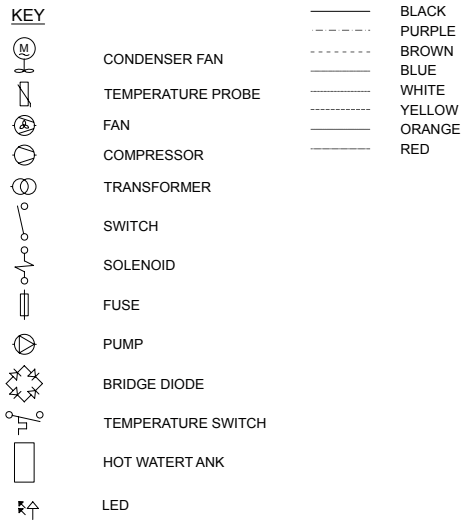 KEY
M
CONDENSER FAN
TEMPERATURE PROBE
FAN
COMPRESSOR
TRANSFORMER
SWITCH
SOLENOID
FUSE
PUMP
BRIDGE DIODE
TEMPERATURE SWITCH
HOT WATERT ANK
LED
BLACK
PURPLE
BROWN
BLUE
WHITE
YELLOW
ORANGE
RED